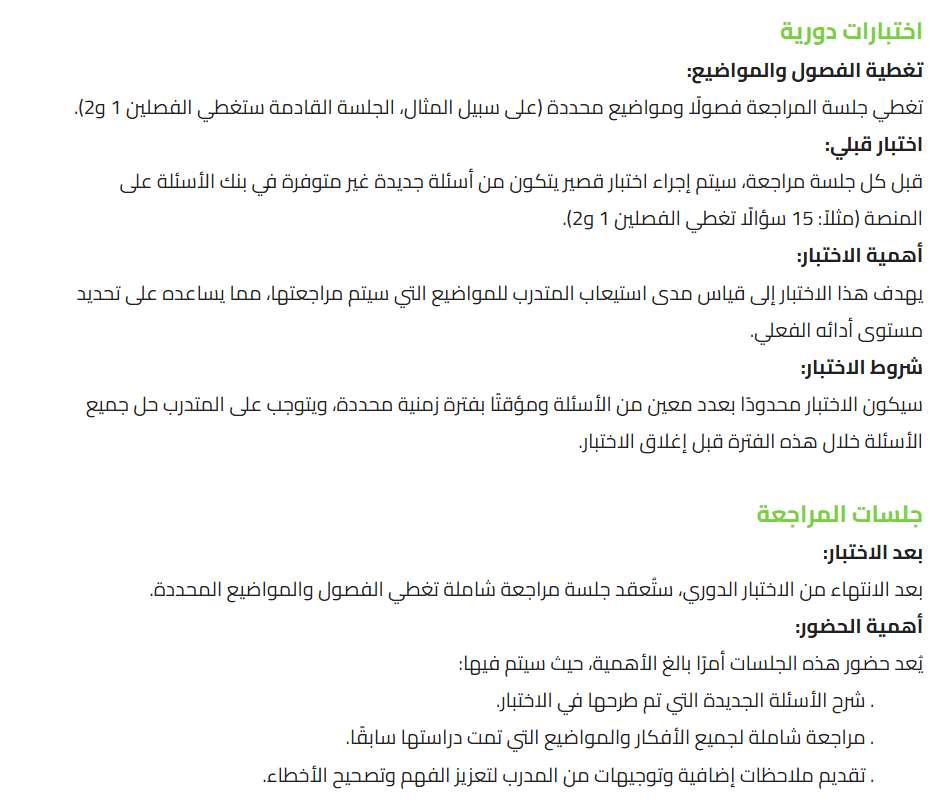 اختبارات دورية
تغطية الفصول والمواضيع:
تغطي جلسة المراجعة فصولًا ومواضيع محددة (على سبيل المثال، الجلسة القادمة ستغطي الفصلين 1 و2).
اختبار قبلي:
قبل كل جلسة مراجعة، سيتم إجراء اختبار قصير يتكون من أسئلة جديدة غير متوفرة في بنك الأسئلة على
المنصة (مثلاً: 15 سؤالًا تغطي الفصلين 1 و2).
أهمية الاختبار:
يهدف هذا الاختبار إلى قياس مدى استيعاب المتدرب للمواضيع التي سيتم مراجعتها، مما يساعده على تحديد
مستوى أدائه الفعلي.
شروط الاختبار:
سيكون الاختبار محدودًا بعدد معين من الأسئلة ومؤقتًا بفترة زمنية محددة، ويتوجب على المتدرب حل جميع
الأسئلة خلال هذه الفترة قبل إغلاق الاختبار.
جلسات المراجعة
بعد الاختبار:
بعد الانتهاء من الاختبار الدوري، ستُعقد جلسة مراجعة شاملة تغطي الفصول والمواضيع المحددة.
أهمية الحضور:
يُعد حضور هذه الجلسات أمرًا بالغ الأهمية، حيث سيتم فيها:
. شرح الأسئلة الجديدة التي تم طرحها في الاختبار.
. مراجعة شاملة لجميع الأفكار والمواضيع التي تمت دراستها سابقًا.
. تقديم ملاحظات إضافية وتوجيهات من المدرب لتعزيز الفهم وتصحيح الأخطاء.